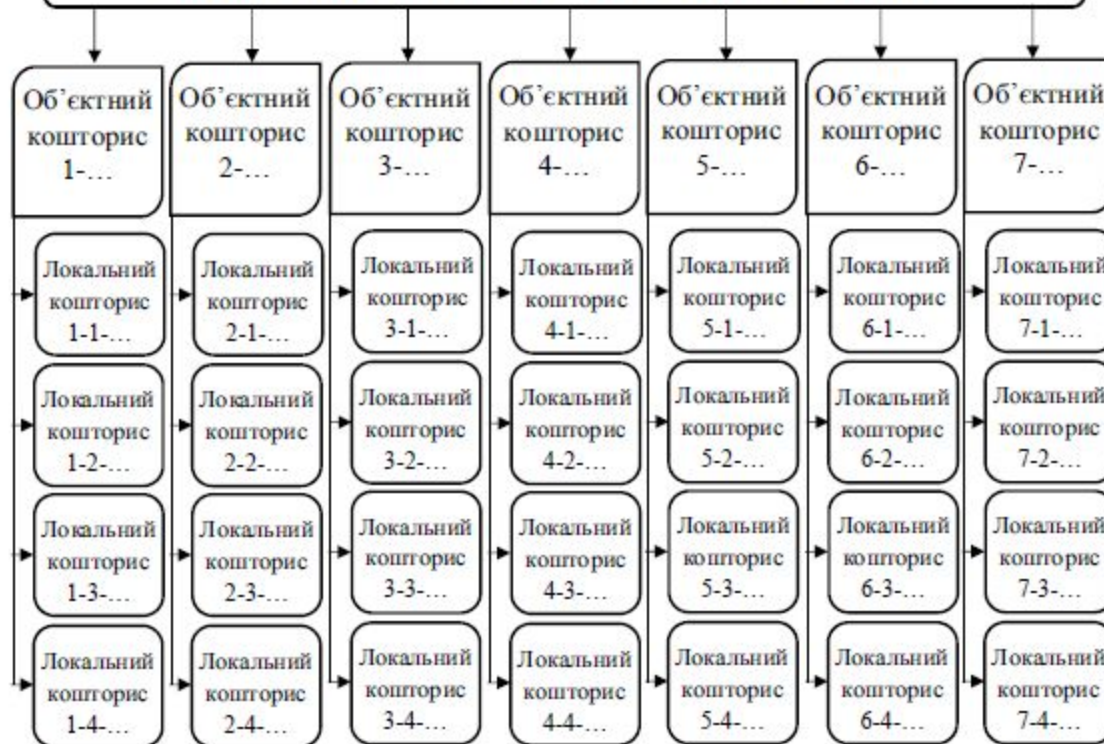 Об’єктний
кошторис
1-…
Об’єктний
кошторис
2-…
Об’єктний
кошторис
3-…
Об’єктний
кошторис
4-…
Об’єктний
кошторис
5-…
Об’єктний
кошторис
6-…
Об’єктний
кошторис
7-…
Локальний
кошторис
1-1-…
Локальний
кошторис
2-1-…
Локальний
кошторис
3-1-…
Локальний
кошторис
4-1-…
Локальний
кошторис
5-1-…
Локальний
кошторис
6-1-…
Локальний
кошторис
7-1-…
Локальний
кошторис
1-2-…
Локальний
кошторис
2-2-…
Локальний
кошторис
3-2-…
Локальний
кошторис
4-2-…
Локальний
кошторис
5-2-…
Локальний
кошторис
6-2-…
Локальний
кошторис
7-2-…
Локальний
кошторис
1-3-…
Локальний
кошторис
2-3-…
Локальний
кошторис
3-3-…
Локальний
кошторис
4-3-…
Локальний
кошторис
5-3-…
Локальний
кошторис
6-3-…
Локальний
кошторис
7-3-…
Локальний
кошторис
1-4-…
Локальний
кошторис
2-4-…
Локальний
кошторис
3-4-…
Локальний
кошторис
4-4-…
Локальний
кошторис
5-4-…
Локальний
кошторис
6-4-…
Локальний
кошторис
7-4-…